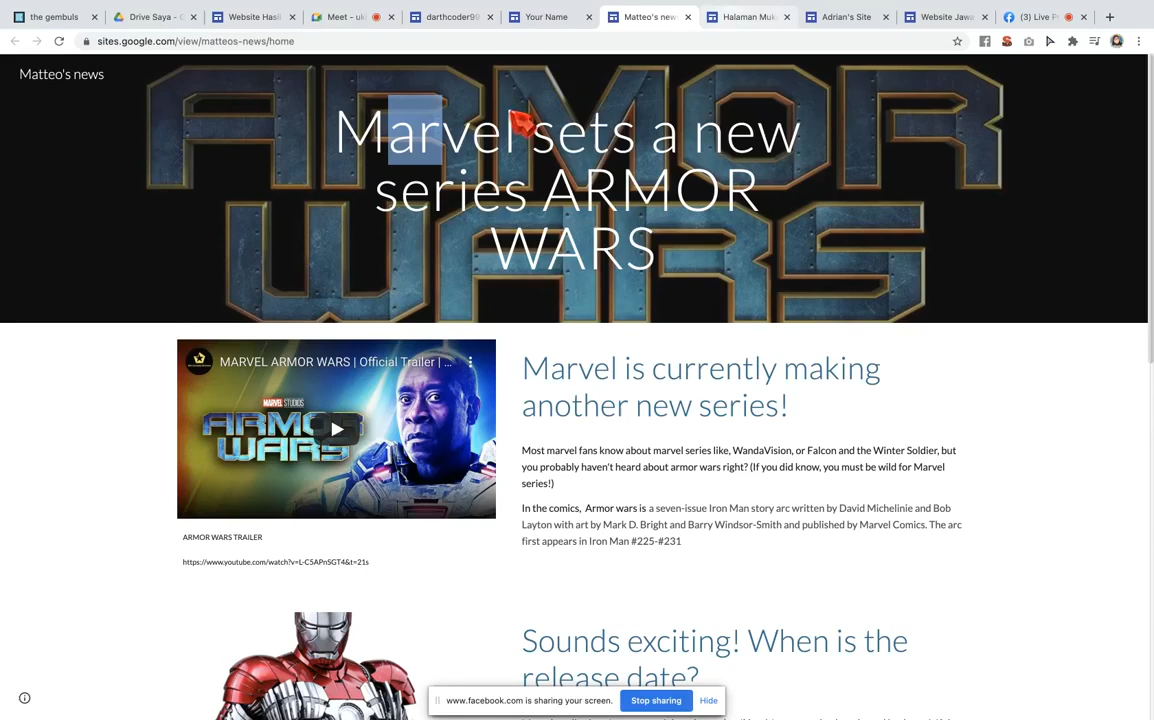 the gembuls
Drive Saya - G
Website Hasil
Meet - uk
darthcoder99
Your Name
Matteo's new
Halaman Muk
Adrian's Site
Website Jawa
(3) Live P
sites.google.com/view/matteos-news/home
Matteo's news
ARMOR
WARS
Marvel sets a new
series ARMOR
WARS
MARVEL ARMOR WARS | Official Trailer | ...
MARVEL STUDIOS
ARMOR
WARS
ARMOR WARS TRAILER
https://www.youtube.com/watch?v=L-C5APnSGT4&t=21s
Marvel is currently making
another new series!
Most marvel fans know about marvel series like, WandaVision, or Falcon and the Winter Soldier, but
you probably haven't heard about armor wars right? (If you did know, you must be wild for Marvel
series!)
In the comics, Armor wars is a seven-issue Iron Man story arc written by David Michelinie and Bob
Layton with art by Mark D. Bright and Barry Windsor-Smith and published by Marvel Comics. The arc
first appears in Iron Man #225-#231
Sounds exciting! When is the
release date?
www.facebook.com is sharing your screen.
Stop sharing
Hide